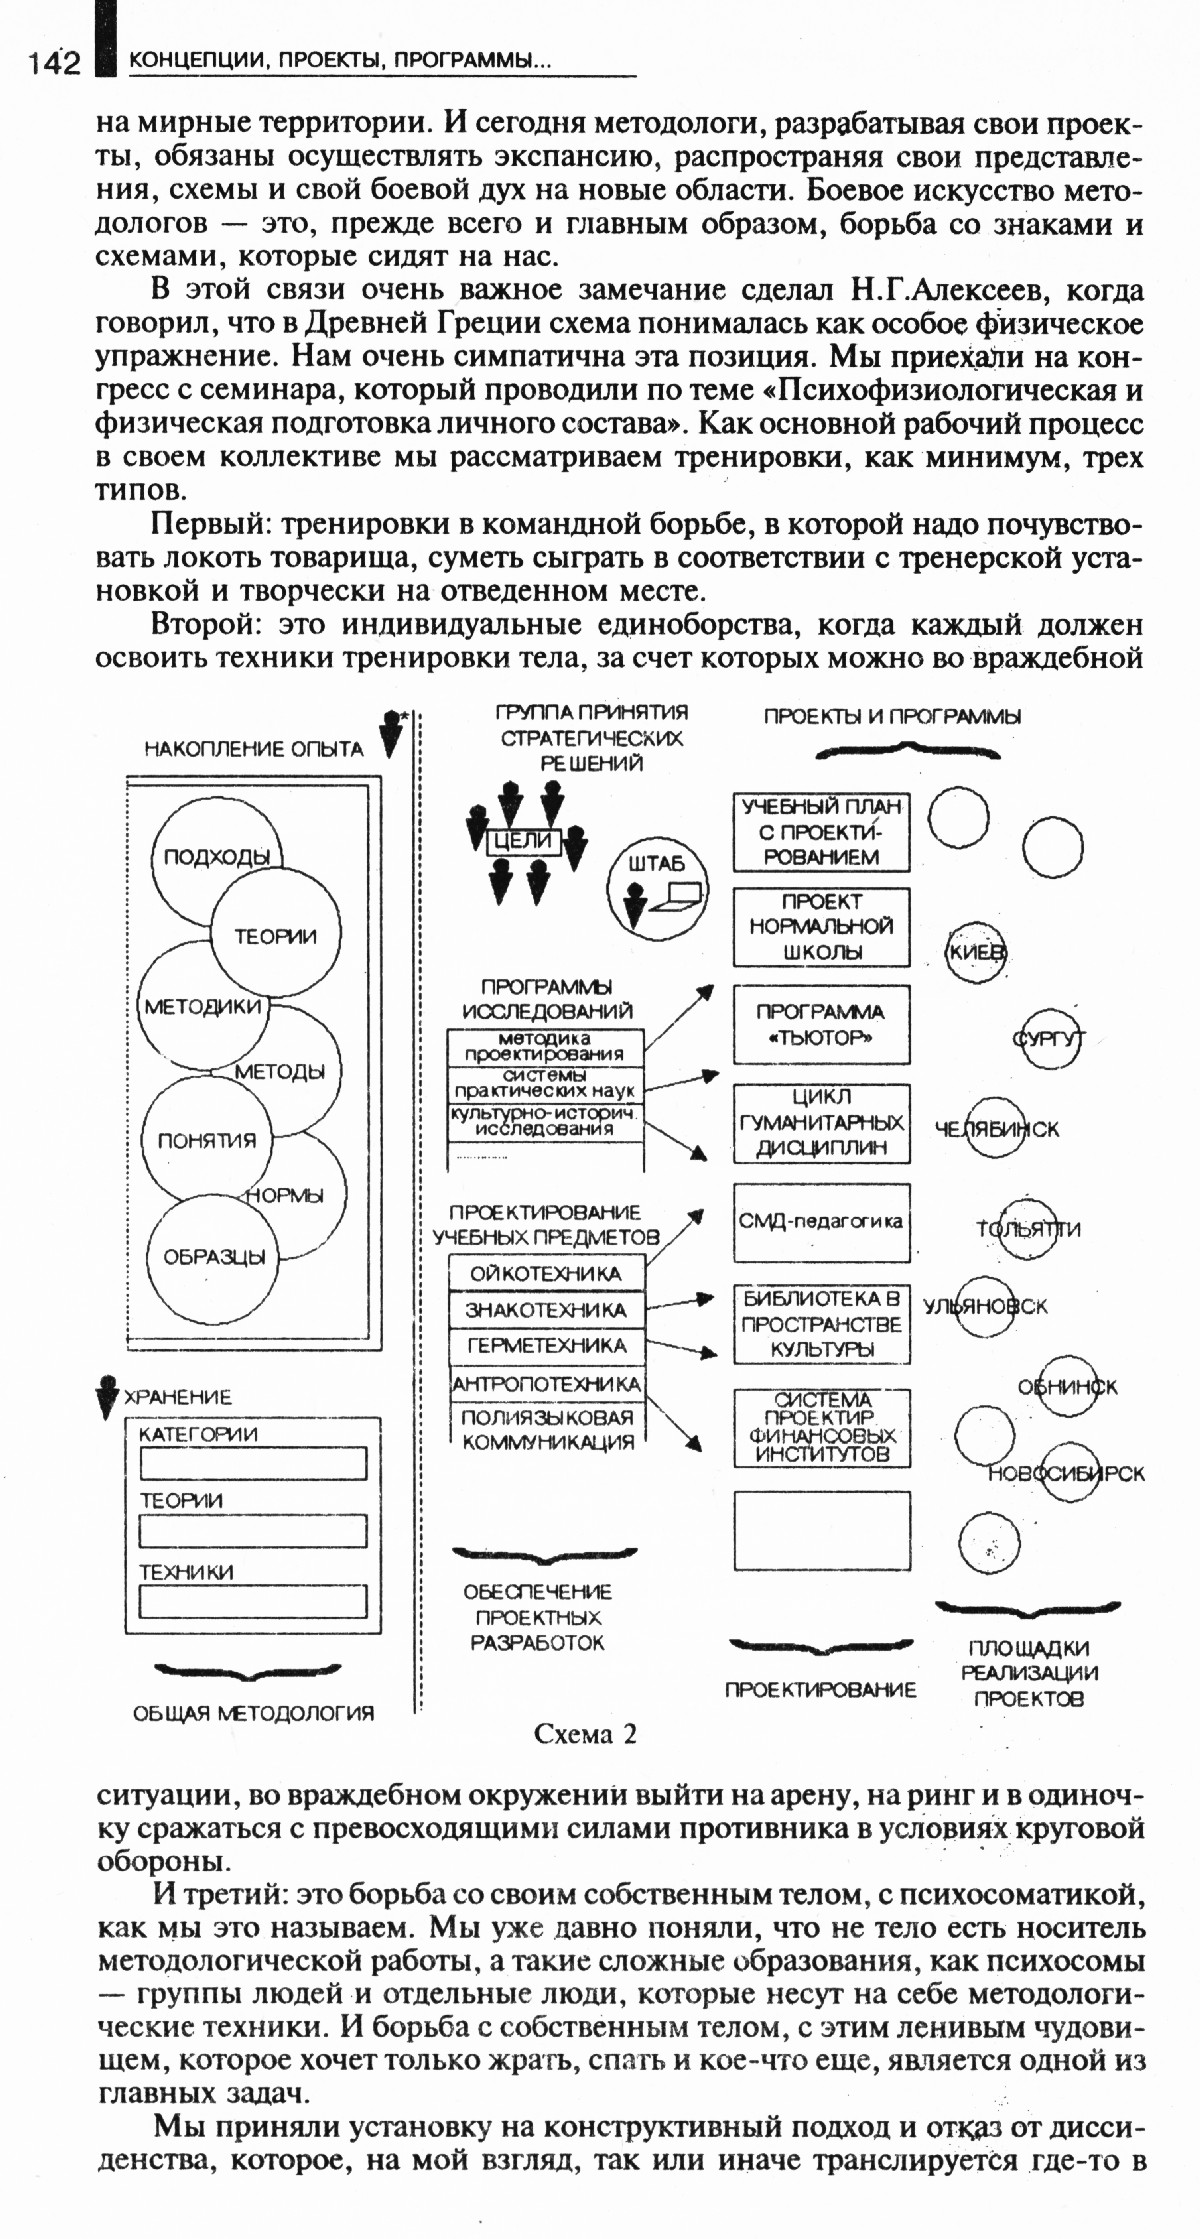 142
КОНЦЕПЦИИ, ПРОЕКТЫ, ПРОГРАММЫ...
на мирные территории. И сегодня методологи, разрабатывая свои проек-
ты, обязаны осуществлять экспансию, распространяя свои представле-
ния, схемы и свой боевой дух на новые области. Боевое искусство мето-
дологов — это, прежде всего и главным образом, борьба со знаками и
схемами, которые сидят на нас.
В этой связи очень важное замечание сделал Н.Г.Алексеев, когда
говорил, что в Древней Греции схема понималась как особое физическое
упражнение. Нам очень симпатична эта позиция. Мы приехали на кон-
гресс с семинара, который проводили по теме «Психофизиологическая и
физическая подготовка личного состава». Как основной рабочий процесс
в своем коллективе мы рассматриваем тренировки, как минимум, трех
типов.
Первый: тренировки в командной борьбе, в которой надо почувство-
вать локоть товарища, суметь сыграть в соответствии с тренерской уста-
новкой и творчески на отведенном месте.
Второй: это индивидуальные единоборства, когда каждый должен
освоить техники тренировки тела, за счет которых можно во враждебной
НАКОПЛЕНИЕ ОПЫТА
*
ПОДХОДЫ
ТЕОРИИ
МЕТОДИКИ
МЕТОДЫ
ПОНЯТИЯ
НОРМЫ
ОБРАЗЦЫ
ХРАНЕНИЕ
КАТЕГОРИИ
ТЕОРИИ
ТЕХНИКИ
ОБЩАЯ МЕТОДОЛОГИЯ
ГРУППА ПРИНЯТИЯ
СТРАТЕГИЧЕСКИХ
РЕШЕНИЙ
ЦЕЛИ
ШТАБ
ПРОГРАММЫ
ИССЛЕДОВАНИЙ
методика
проектирования
системы
практических наук
культурно-историч.
исследования
............
ПРОЕКТИРОВАНИЕ
УЧЕБНЫХ ПРЕДМЕТОВ
ОЙКОТЕХНИКА
ЗНАКОТЕХНИКА
ГЕРМЕТЕХНИКА
АНТРОПОТЕХНИКА
ПОЛИЯЗЫКОВАЯ
КОММУНИКАЦИЯ
ОБЕСПЕЧЕНИЕ
ПРОЕКТНЫХ
РАЗРАБОТОК
ПРОЕКТЫ И ПРОГРАММЫ
УЧЕБНЫЙ ПЛАН
С ПРОЕКТИ-
РОВАНИЕМ
ПРОЕКТ
НОРМАЛЬНОЙ
ШКОЛЫ
ПРОГРАММА
«ТЬЮТОР»
ЦИКЛ
ГУМАНИТАРНЫХ
ДИСЦИПЛИН
СМД-педагогика
БИБЛИОТЕКА В
ПРОСТРАНСТВЕ
КУЛЬТУРЫ
СИСТЕМА
ПРОЕКТИР.
ФИНАНСОВЫХ
ИНСТИТУТОВ
ПРОЕКТИРОВАНИЕ
КИЕВ
СУРГУТ
ЧЕЛЯБИНСК
ТОЛЬЯТТИ
УЛЬЯНОВСК
ОБНИНСК
НОВОСИБИРСК
ПЛОЩАДКИ
РЕАЛИЗАЦИИ
ПРОЕКТОВ
Схема 2
ситуации, во враждебном окружении выйти на арену, на ринг и в одиноч-
ку сражаться с превосходящими силами противника в условиях круговой
обороны.
И третий: это борьба со своим собственным телом, с психосоматикой,
как мы это называем. Мы уже давно поняли, что не тело есть носитель
методологической работы, а такие сложные образования, как психосомы
— группы людей и отдельные люди, которые несут на себе методологи-
ческие техники. И борьба с собственным телом, с этим ленивым чудови-
щем, которое хочет только жрать, спать и кое-что еще, является одной из
главных задач.
Мы приняли установку на конструктивный подход и отказ от дисси-
денства, которое, на мой взгляд, так или иначе транслируется где-то в